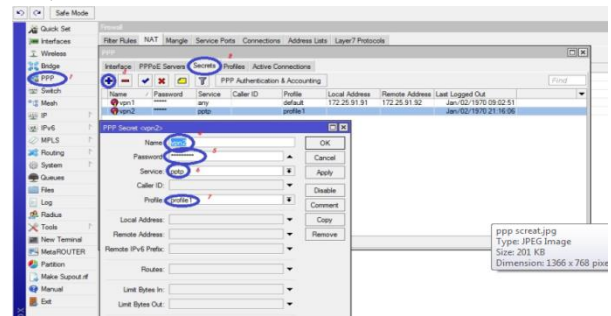 Safe Mode
Quick Set
Interfaces
Wireless
Bridge
PPP
Switch
Mesh
IP
IPv6
MPLS
Routing
System
Queues
Files
Log
Radius
Tools
New Terminal
MetaROUTER
Partition
Make Supout.rif
Manual
Exit
Firewall
Filter Rules NAT Mangle Service Ports Connections Address Lists Layer7 Protocols
PPP
Interface PPPoE Servers Secrets Profiles Active Connections
PPP Authentication & Accounting Find
Name Password Service Caller ID Profile Local Address Remote Address Last Logged Out
vpn1 ***** any default 172.25.91.91 172.25.91.92 Jan/02/1970 09:02:51
vpn2 ***** pptp profile1 Jan/02/1970 21:16:06
PPP Secret <vpn2>
Name: vpn2 OK
Password: Cancel
Service: pptp Apply
Caller ID:
Disable
Profile: profile1
Comment
Local Address: Copy
Remote Address: Remove
Remote IPv6 Prefix:
Routes:
Limit Bytes In:
Limit Bytes Out:
ppp screat.jpg
Type: JPEG Image
Size: 201 KB
Dimension: 1366 x 768 pixe